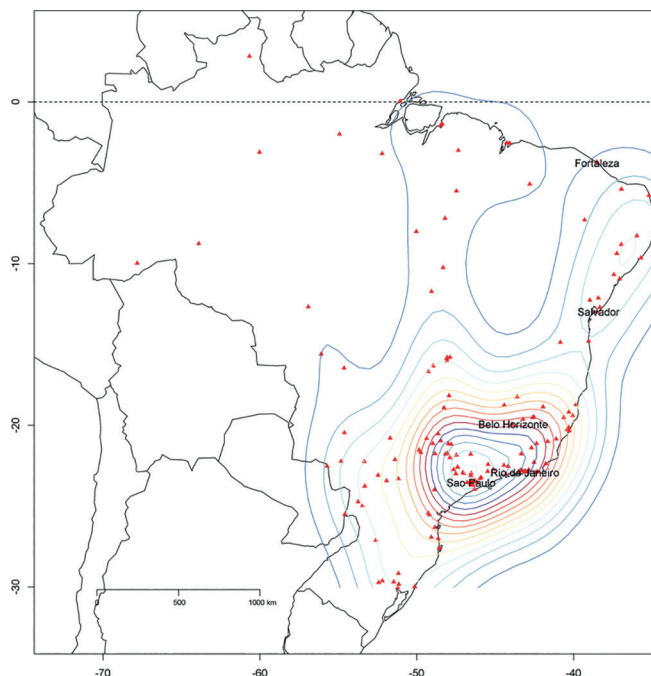 0
Fortaleza
-10
Salvador
-20
Belo Horizonte
Rio de Janeiro
Sao Paulo
-30
0 500 1000 km
-70 -60 -50 -40